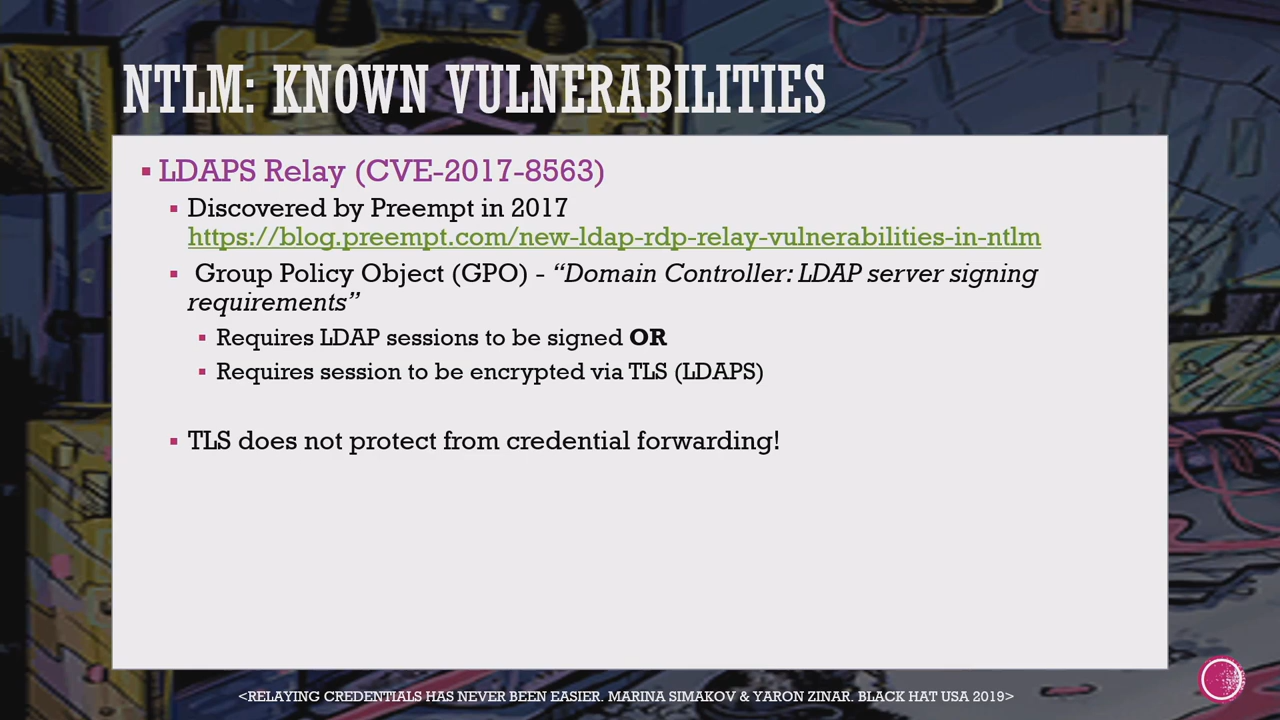 NTLM: KNOWN VULNERABILITIES
LDAPS Relay (CVE-2017-8563)
Discovered by Preempt in 2017
https://blog.preempt.com/new-ldap-rdp-relay-vulnerabilities-in-ntlm
Group Policy Object (GPO) - “Domain Controller: LDAP server signing
requirements”
Requires LDAP sessions to be signed OR
Requires session to be encrypted via TLS (LDAPS)
TLS does not protect from credential forwarding!
<RELAYING CREDENTIALS HAS NEVER BEEN EASIER. MARINA SIMAKOV & YARON ZINAR. BLACK HAT USA 2019>